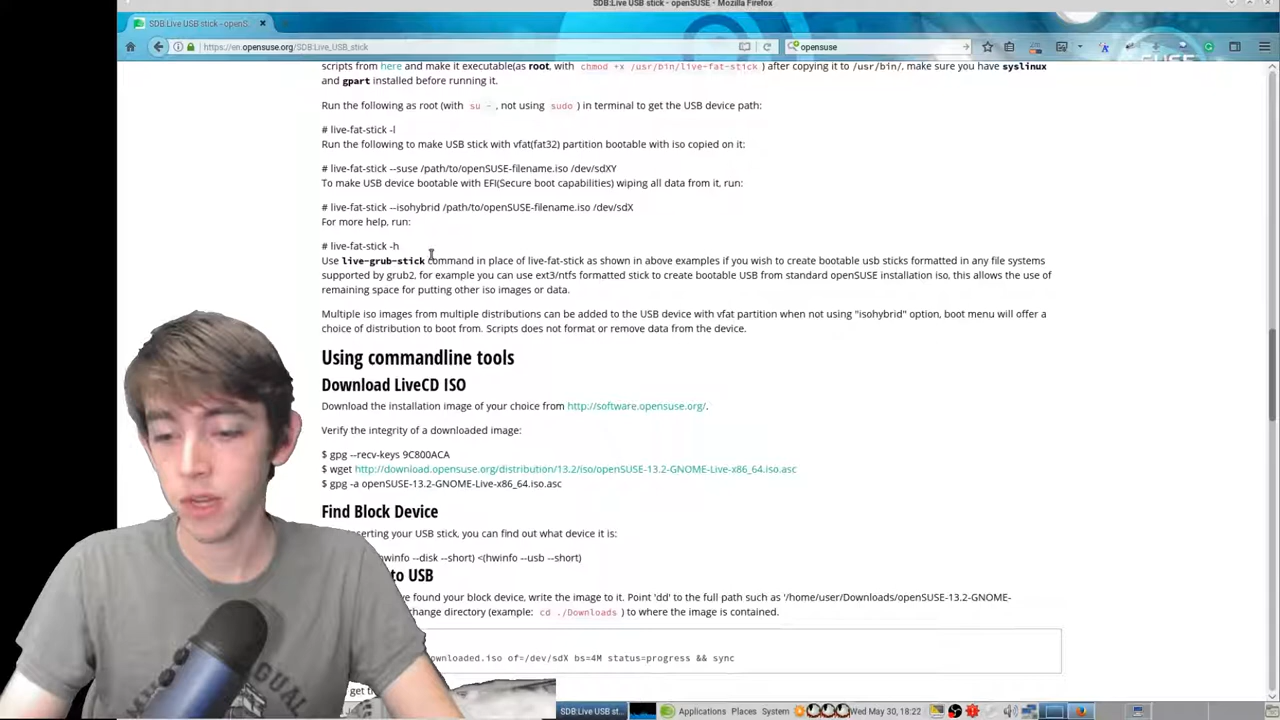 SDB:Live USB stick - openSUSE - Mozilla Firefox
SDB:Live USB stick - openS
https://en.opensuse.org/SDB:Live_USB_stick
opensuse
scripts from here and make it executable(as root, with chmod +x /usr/bin/live-fat-stick ) after copying it to /usr/bin/, make sure you have syslinux
and gpart installed before running it.
Run the following as root (with su - , not using sudo ) in terminal to get the USB device path:
# live-fat-stick -l
Run the following to make USB stick with vfat(fat32) partition bootable with iso copied on it:
# live-fat-stick --suse /path/to/openSUSE-filename.iso /dev/sdXY
To make USB device bootable with EFI(Secure boot capabilities) wiping all data from it, run:
# live-fat-stick --isohybrid /path/to/openSUSE-filename.iso /dev/sdX
For more help, run:
# live-fat-stick -h
Use live-grub-stick command in place of live-fat-stick as shown in above examples if you wish to create bootable usb sticks formatted in any file systems
supported by grub2, for example you can use ext3/ntfs formatted stick to create bootable USB from standard openSUSE installation iso, this allows the use of
remaining space for putting other iso images or data.
Multiple iso images from multiple distributions can be added to the USB device with vfat partition when not using "isohybrid" option, boot menu will offer a
choice of distribution to boot from. Scripts does not format or remove data from the device.
Using commandline tools
Download LiveCD ISO
Download the installation image of your choice from http://software.opensuse.org/.
Verify the integrity of a downloaded image:
$ gpg --recv-keys 9C800ACA
$ wget http://download.opensuse.org/distribution/13.2/iso/openSUSE-13.2-GNOME-Live-x86_64.iso.asc
$ gpg -a openSUSE-13.2-GNOME-Live-x86_64.iso.asc
Find Block Device
serting your USB stick, you can find out what device it is:
hwinfo --disk --short) <(hwinfo --usb --short)
to USB
ve found your block device, write the image to it. Point 'dd' to the full path such as '/home/user/Downloads/openSUSE-13.2-GNOME-
change directory (example: cd ./Downloads ) to where the image is contained.
ownloaded.iso of=/dev/sdX bs=4M status=progress && sync
get th
SDB:Live USB st... Applications Places System Wed May 30, 18:22